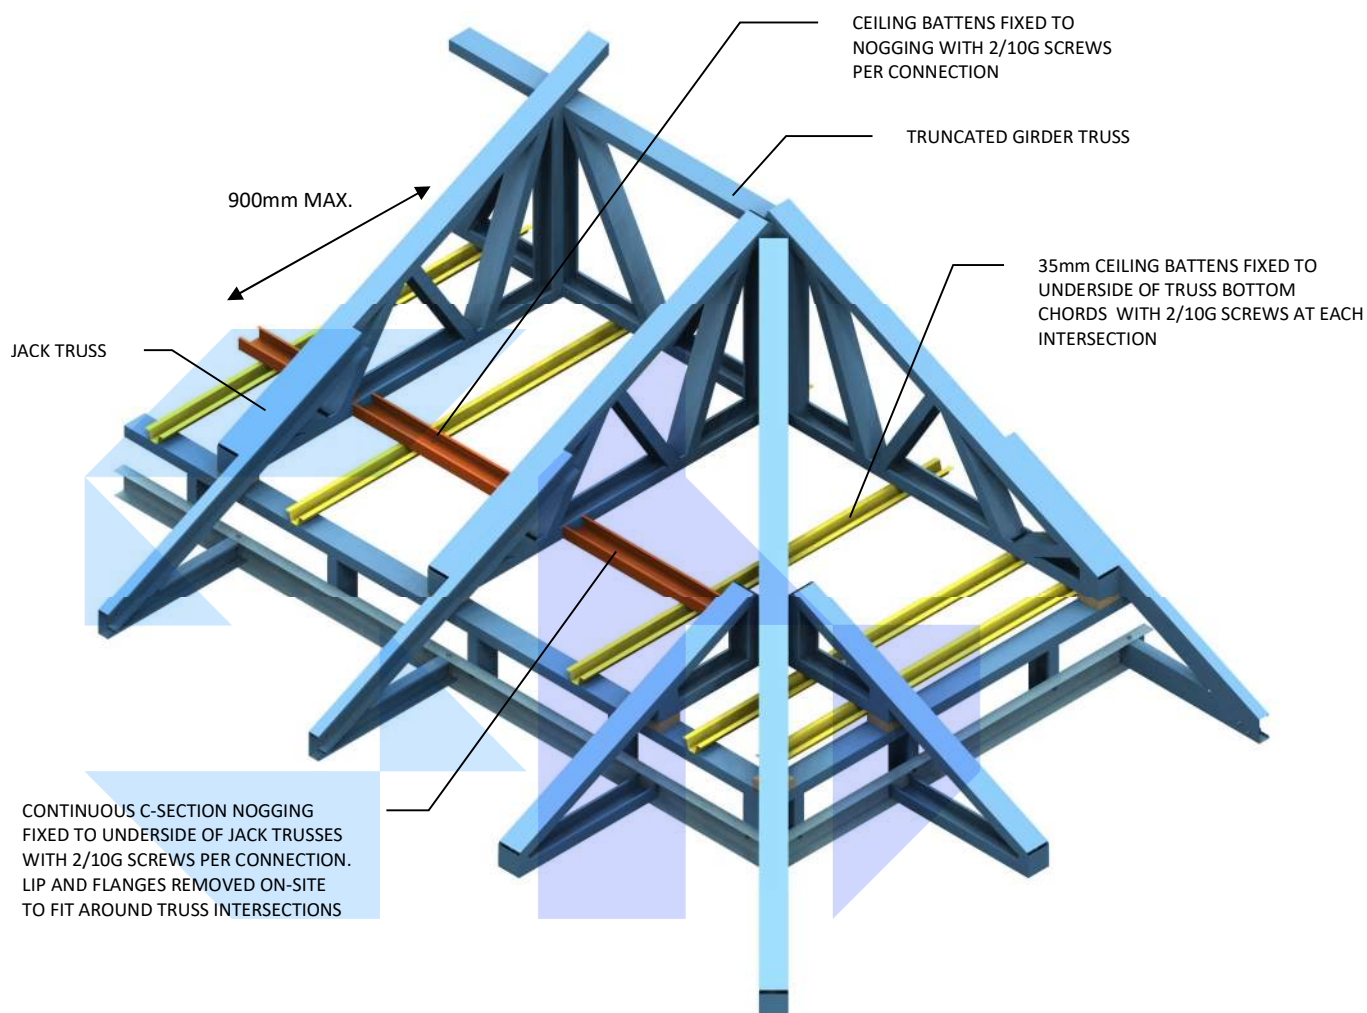 CEILING BATTENS FIXED TO
NOGGING WITH 2/10G SCREWS
PER CONNECTION
TRUNCATED GIRDER TRUSS
900mm MAX.
35mm CEILING BATTENS FIXED TO
UNDERSIDE OF TRUSS BOTTOM
CHORDS WITH 2/10G SCREWS AT EACH
INTERSECTION
JACK TRUSS
CONTINUOUS C-SECTION NOGGING
FIXED TO UNDERSIDE OF JACK TRUSSES
WITH 2/10G SCREWS PER CONNECTION.
LIP AND FLANGES REMOVED ON-SITE
TO FIT AROUND TRUSS INTERSECTIONS